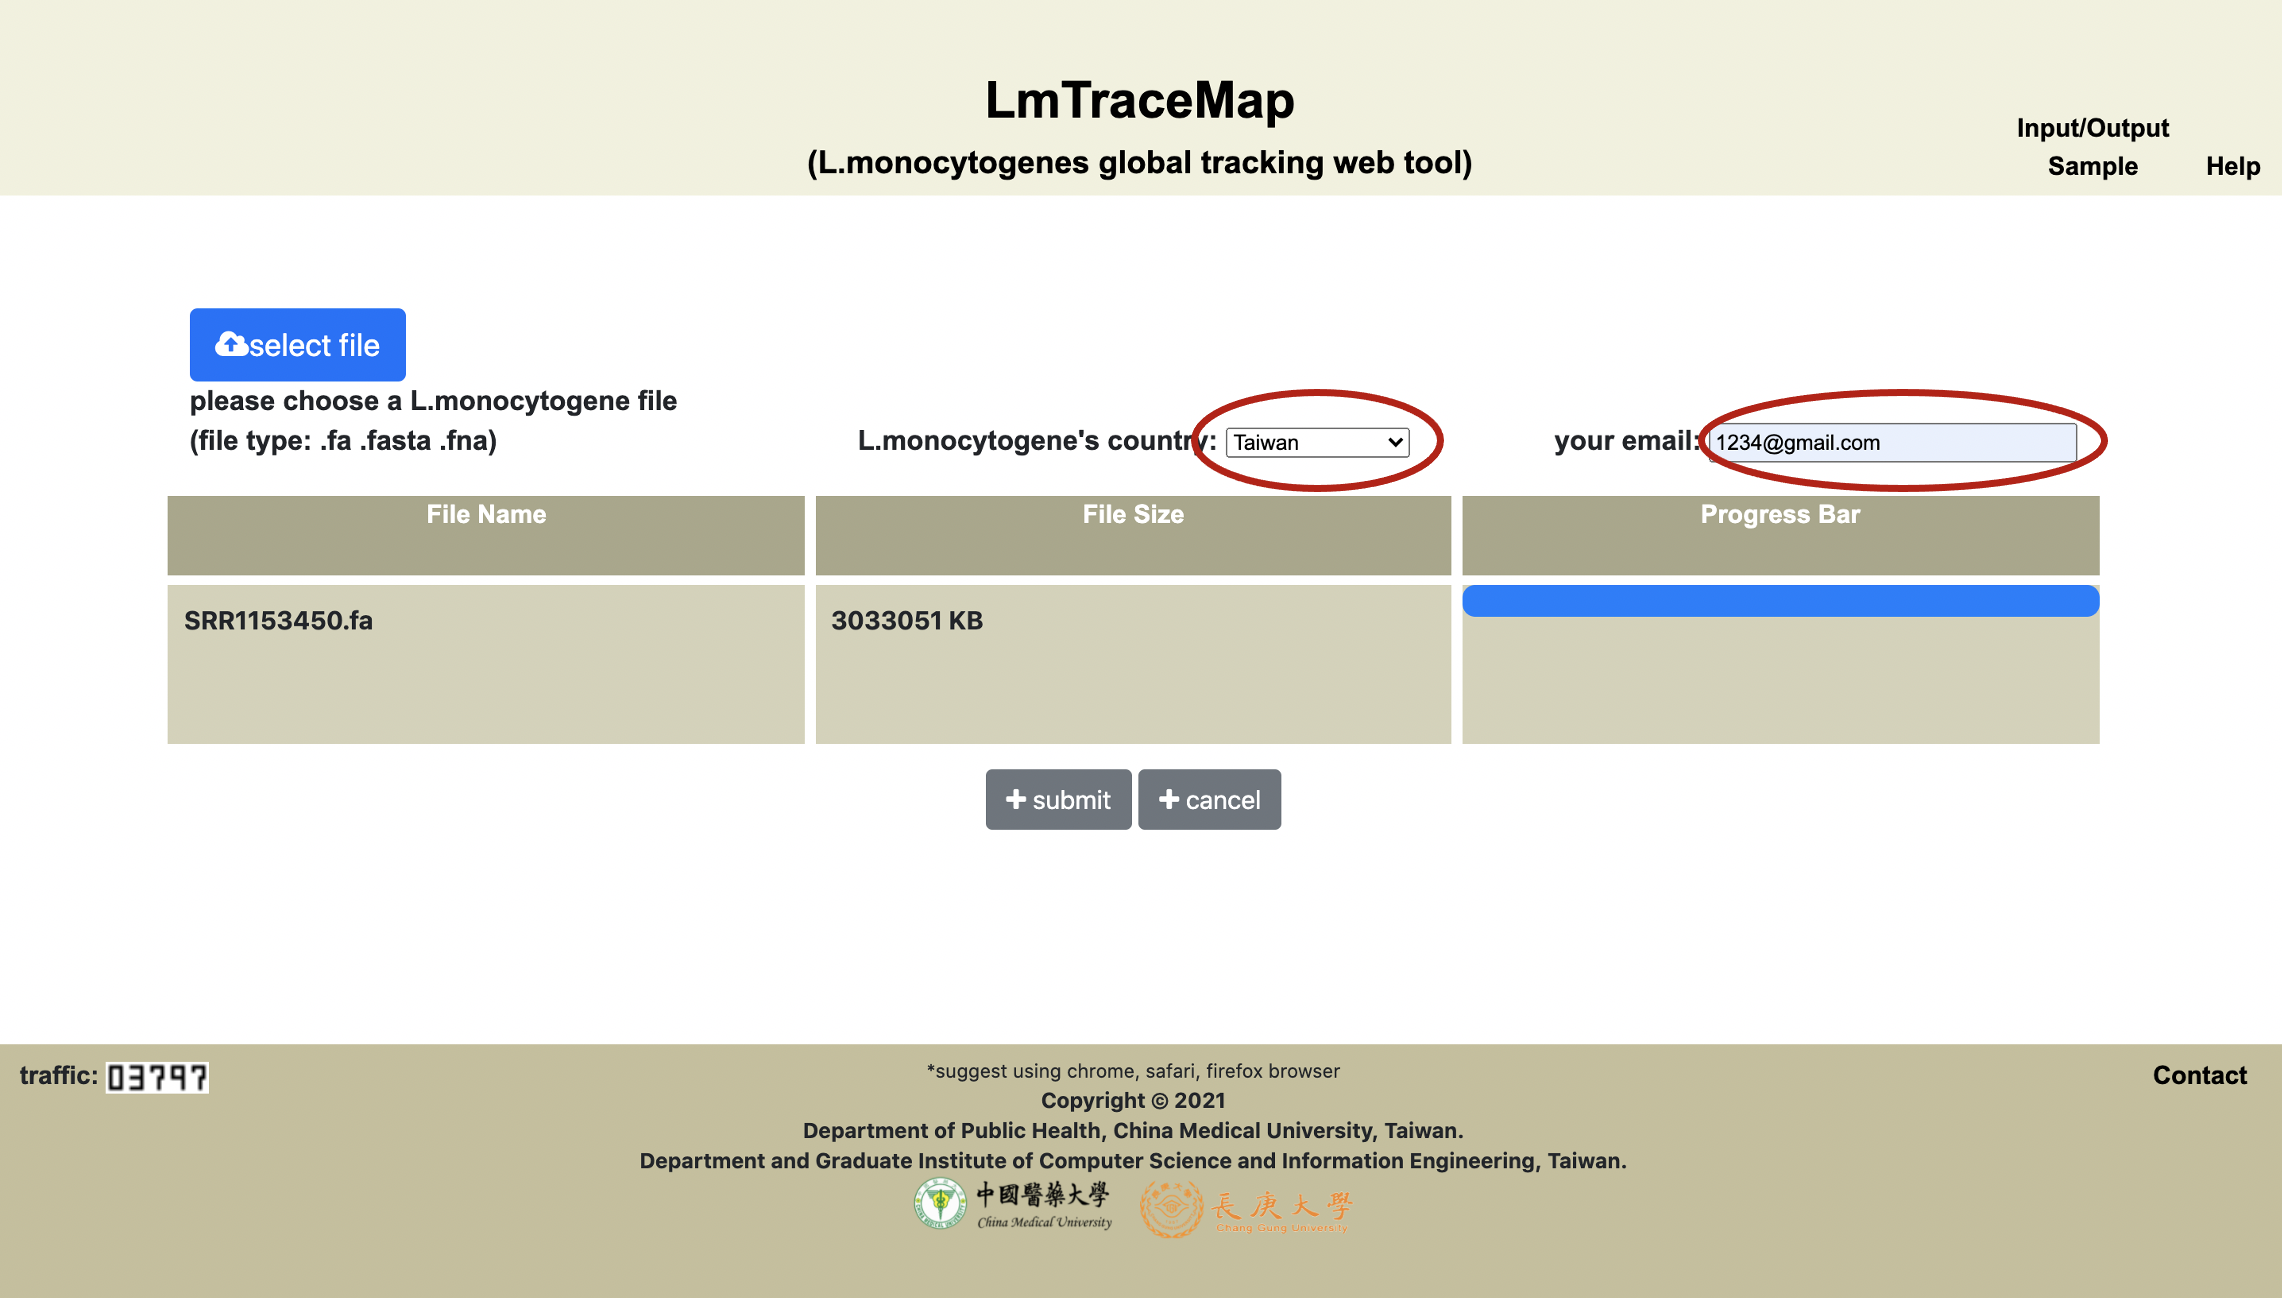 LmTraceMap
(L.monocytogenes global tracking web tool)
Input/Output
Sample
Help
select file
please choose a L.monocytogene file
(file type: .fa .fasta .fna)
L.monocytogene's country: Taiwan
your email: 1234@gmail.com
File Name File Size Progress Bar
SRR1153450.fa 3033051 KB
submit cancel
traffic: 03797
*suggest using chrome, safari, firefox browser
Contact
Copyright © 2021
Department of Public Health, China Medical University, Taiwan.
Department and Graduate Institute of Computer Science and Information Engineering, Taiwan.
中國醫藥大學
China Medical University
長庚大學
Chang Gung University